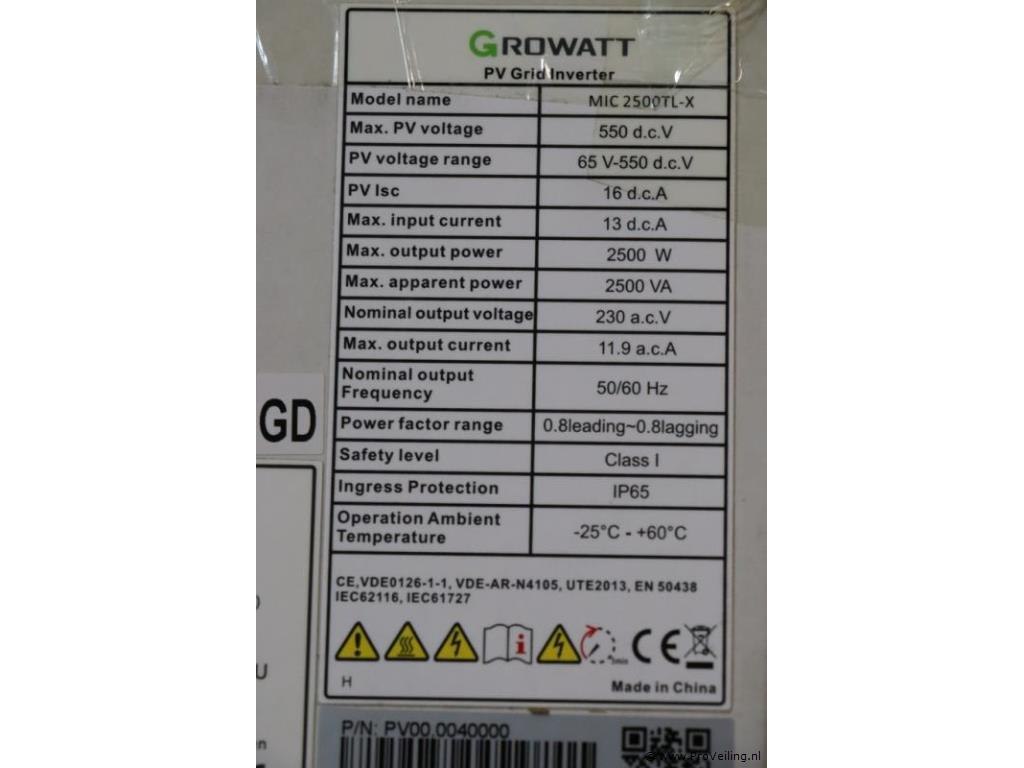 GROWATT
PV Grid Inverter
Model name MIC 2500TL-X
Max. PV voltage 550 d.c.V
PV voltage range 65 V-550 d.c.V
PV Isc 16 d.c.A
Max. input current 13 d.c.A
Max. output power 2500 W
Max. apparent power 2500 VA
Nominal output voltage 230 a.c.V
Max. output current 11.9 a.c.A
Nominal output
Frequency 50/60 Hz
Power factor range 0.8leading~0.8lagging
Safety level Class I
Ingress Protection IP65
Operation Ambient
Temperature -25°C - +60°C
CE,VDE0126-1-1, VDE-AR-N4105, UTE2013, EN 50438
IEC62116, IEC61727
5min CE
H
Made in China
P/N: PV00.0040000
GD
U
en
© www.ProVeiling.nl